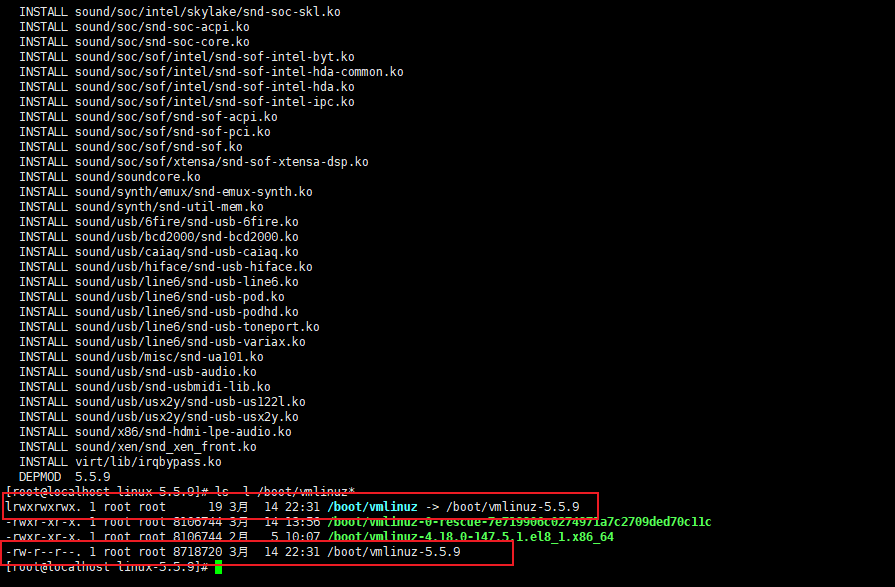 INSTALL sound/soc/intel/skylake/snd-soc-skl.ko
INSTALL sound/soc/snd-soc-acpi.ko
INSTALL sound/soc/snd-soc-core.ko
INSTALL sound/soc/sof/intel/snd-sof-intel-byt.ko
INSTALL sound/soc/sof/intel/snd-sof-intel-hda-common.ko
INSTALL sound/soc/sof/intel/snd-sof-intel-hda.ko
INSTALL sound/soc/sof/intel/snd-sof-intel-ipc.ko
INSTALL sound/soc/sof/snd-sof-acpi.ko
INSTALL sound/soc/sof/snd-sof-pci.ko
INSTALL sound/soc/sof/snd-sof.ko
INSTALL sound/soc/sof/xtensa/snd-sof-xtensa-dsp.ko
INSTALL sound/soundcore.ko
INSTALL sound/synth/emux/snd-emux-synth.ko
INSTALL sound/synth/snd-util-mem.ko
INSTALL sound/usb/6fire/snd-usb-6fire.ko
INSTALL sound/usb/bcd2000/snd-bcd2000.ko
INSTALL sound/usb/caiaq/snd-usb-caiaq.ko
INSTALL sound/usb/hiface/snd-usb-hiface.ko
INSTALL sound/usb/line6/snd-usb-line6.ko
INSTALL sound/usb/line6/snd-usb-pod.ko
INSTALL sound/usb/line6/snd-usb-podhd.ko
INSTALL sound/usb/line6/snd-usb-toneport.ko
INSTALL sound/usb/line6/snd-usb-variax.ko
INSTALL sound/usb/misc/snd-ua101.ko
INSTALL sound/usb/snd-usb-audio.ko
INSTALL sound/usb/snd-usbmidi-lib.ko
INSTALL sound/usb/usx2y/snd-usb-us122l.ko
INSTALL sound/usb/usx2y/snd-usb-usx2y.ko
INSTALL sound/x86/snd-hdmi-lpe-audio.ko
INSTALL sound/xen/snd_xen_front.ko
INSTALL virt/lib/irqbypass.ko
DEPMOD 5.5.9
[root@localhost linux-5.5.9]# ls -l /boot/vmlinuz*
lrwxrwxrwx. 1 root root 19 3月 14 22:31 /boot/vmlinuz -> /boot/vmlinuz-5.5.9
-rwxr-xr-x. 1 root root 8106744 3月 14 13:56 /boot/vmlinuz-0-rescue-7e719906c0274971a7c2709ded70c11c
-rwxr-xr-x. 1 root root 8106744 2月 5 10:07 /boot/vmlinuz-4.18.0-147.5.1.el8_1.x86_64
-rw-r--r--. 1 root root 8718720 3月 14 22:31 /boot/vmlinuz-5.5.9
[root@localhost linux-5.5.9]#